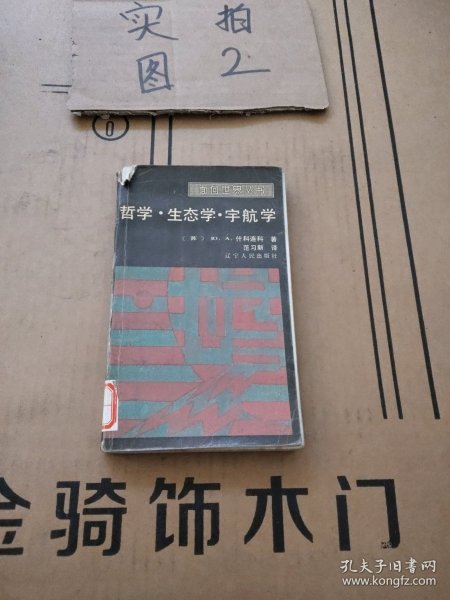 实拍
图2
面向世界丛书
哲学·生态学·宇航学
〔苏〕Ю.А.什科连科 著
范习新 译
辽宁人民出版社
金骑饰木门
孔夫子旧书网
www.kongfz.com